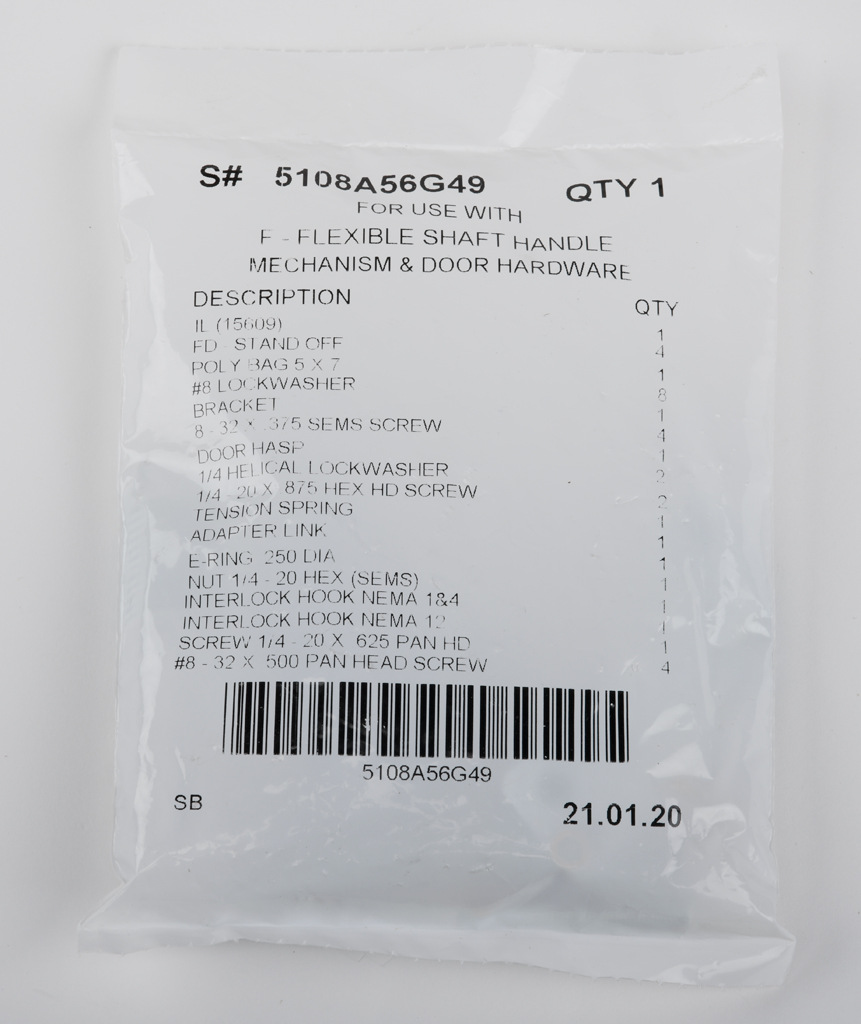 S# 5108A56G49 QTY 1
FOR USE WITH
F - FLEXIBLE SHAFT HANDLE
MECHANISM & DOOR HARDWARE
DESCRIPTION QTY
IL (15609) 1
FD - STAND OFF 4
POLY BAG 5 X 7 1
#8 LOCKWASHER 8
BRACKET 1
8 - 32 X .375 SEMS SCREW 4
DOOR HASP 1
1/4 HELICAL LOCKWASHER 2
1/4 - 20 X .875 HEX HD SCREW 2
TENSION SPRING 1
ADAPTER LINK 1
E-RING .250 DIA 1
NUT 1/4 - 20 HEX (SEMS) 1
INTERLOCK HOOK NEMA 1&4 1
INTERLOCK HOOK NEMA 12 1
SCREW 1/4 - 20 X .625 PAN HD 1
#8 - 32 X .500 PAN HEAD SCREW 4
5108A56G49
SB 21.01.20